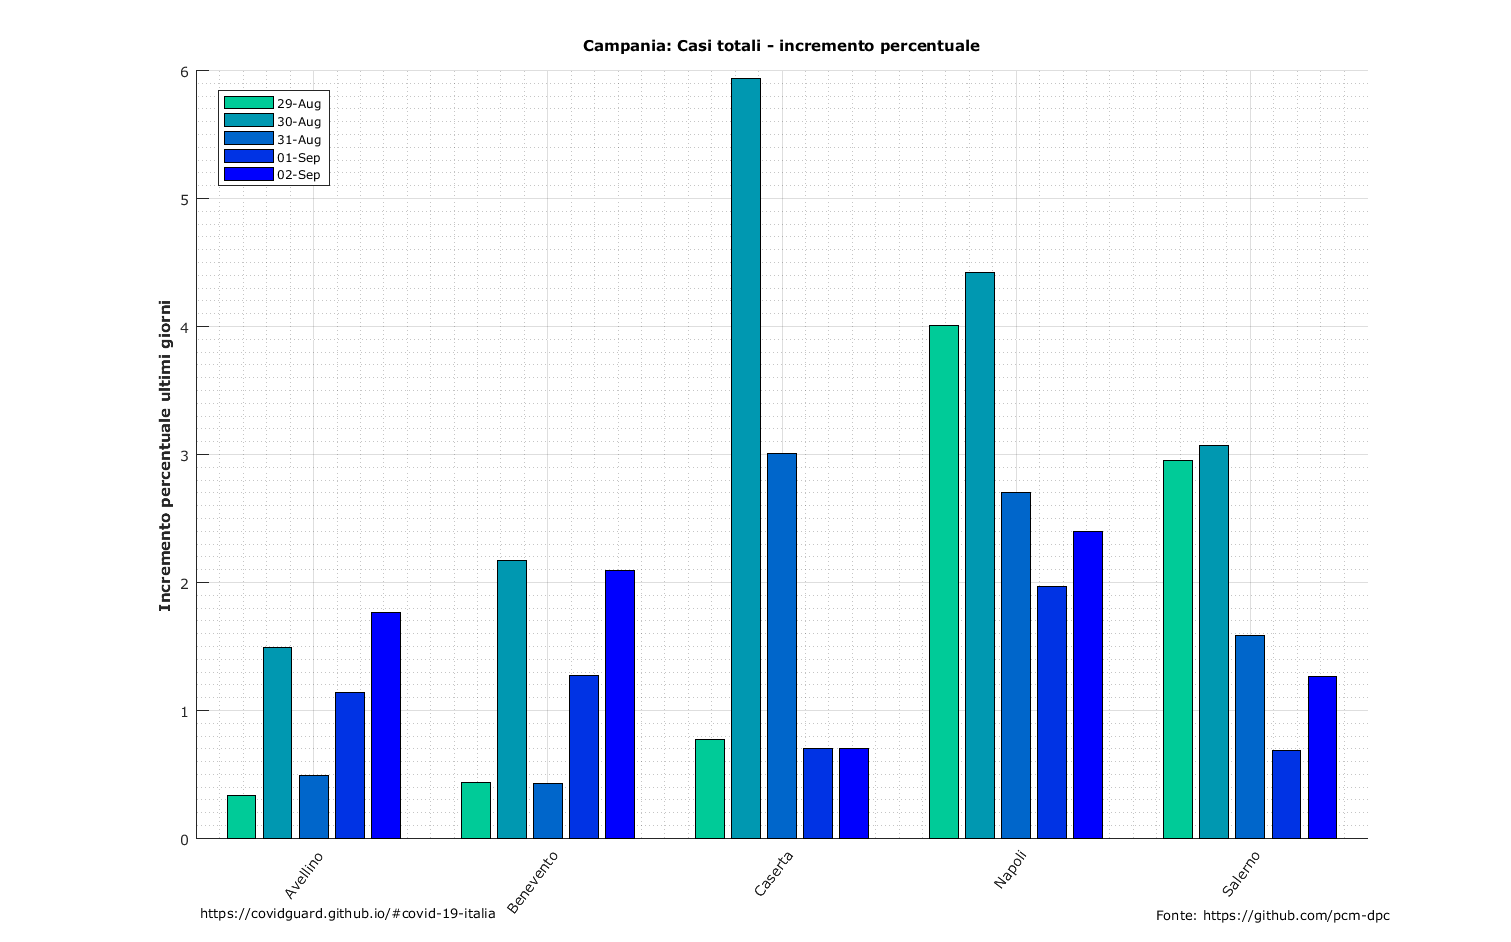 Campania: Casi totali - incremento percentuale
6
29-Aug
30-Aug
31-Aug
01-Sep
02-Sep
5
4
3
2
1
0
Incremento percentuale ultimi giorni
Avellino
Benevento
Caserta
Napoli
Salerno
https://covidguard.github.io/#covid-19-italia
Fonte: https://github.com/pcm-dpc